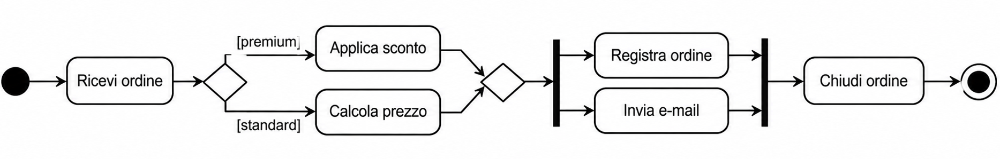 Ricevi ordine
[premium]
Applica sconto
[standard]
Calcola prezzo
Registra ordine
Invia e-mail
Chiudi ordine